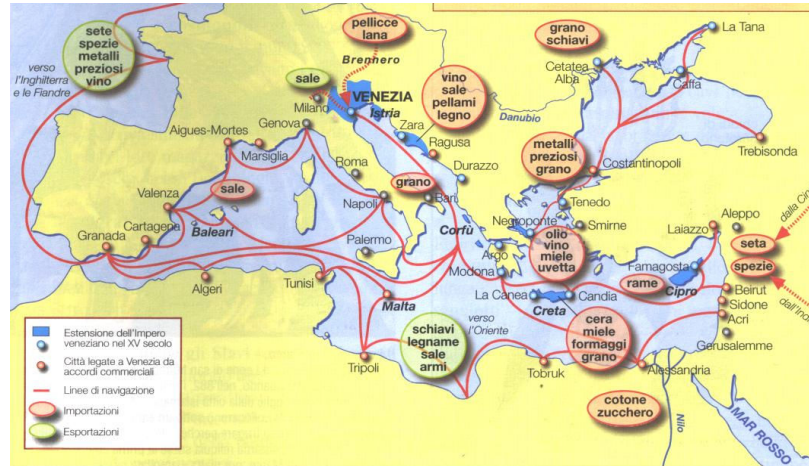 sete
spezie
metalli
preziosi
vino
verso
l'Inghilterra
e le Fiandre
pellicce
lana
Brennero
sale
VENEZIA
Milano
Istria
Genova
Aigues-Mortes
Marsiglia
Zara
Ragusa
vino
sale
pellami
legno
Danubio
grano
schiavi
Cetatea
Alba
La Tana
Caffa
Trebisonda
metalli
preziosi
grano
Costantinopoli
Durazzo
Roma
grano
Bari
Napoli
sale
Valenza
Cartagena
Granada
Baleari
Palermo
Corfù
Tenedo
Negroponte
Smirne
olio
vino
miele
uvetta
Argo
Modona
Laiazzo
Aleppo
dalla Cin
seta
spezie
dall'Ind
Famagosta
rame
Cipro
Beirut
Sidone
Acri
Gerusalemme
Algeri
Tunisi
Malta
La Canea
Candia
Creta
verso
l'Oriente
schiavi
legname
sale
armi
cera
miele
formaggi
grano
Tripoli
Tobruk
Alessandria
cotone
zucchero
Nilo
MAR ROSSO
Estensione dell'Impero
veneziano nel XV secolo
Città legate a Venezia da
accordi commerciali
Linee di navigazione
Importazioni
Esportazioni